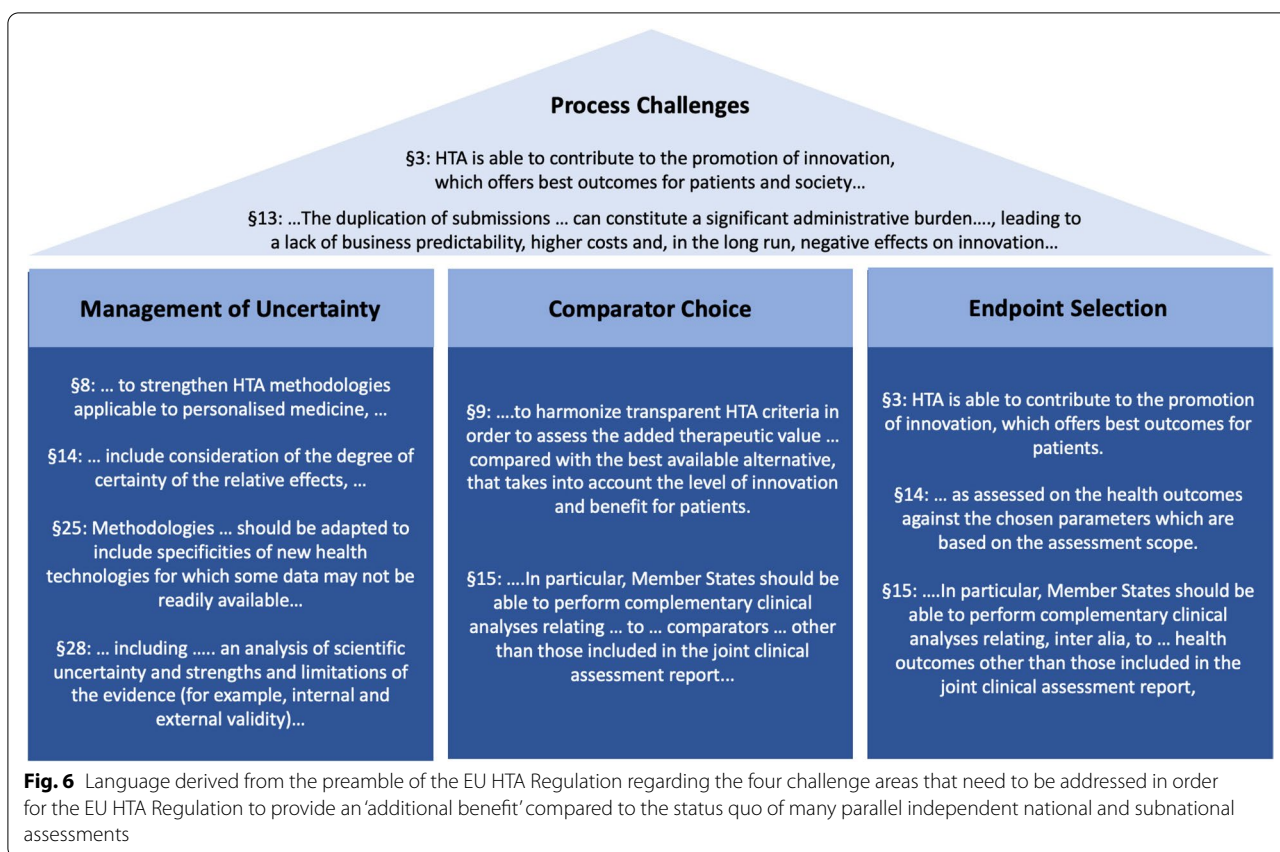 Process Challenges
§3: HTA is able to contribute to the promotion of innovation,
which offers best outcomes for patients and society...
§13: ...The duplication of submissions ... can constitute a significant administrative burden...., leading to
a lack of business predictability, higher costs and, in the long run, negative effects on innovation...
Management of Uncertainty
§8: ... to strengthen HTA methodologies
applicable to personalised medicine, ...
§14: ... include consideration of the degree of
certainty of the relative effects, ...
§25: Methodologies ... should be adapted to
include specificities of new health
technologies for which some data may not be
readily available...
§28: ... including ..... an analysis of scientific
uncertainty and strengths and limitations of
the evidence (for example, internal and
external validity)...
Comparator Choice
§9: ....to harmonize transparent HTA criteria in
order to assess the added therapeutic value ...
compared with the best available alternative,
that takes into account the level of innovation
and benefit for patients.
§15: ....In particular, Member States should be
able to perform complementary clinical
analyses relating ... to ... comparators ... other
than those included in the joint clinical
assessment report...
Endpoint Selection
§3: HTA is able to contribute to the promotion
of innovation, which offers best outcomes for
patients.
§14: ... as assessed on the health outcomes
against the chosen parameters which are
based on the assessment scope.
§15: ....In particular, Member States should be
able to perform complementary clinical
analyses relating, inter alia, to ... health
outcomes other than those included in the
joint clinical assessment report,
Fig. 6 Language derived from the preamble of the EU HTA Regulation regarding the four challenge areas that need to be addressed in order
for the EU HTA Regulation to provide an 'additional benefit' compared to the status quo of many parallel independent national and subnational
assessments